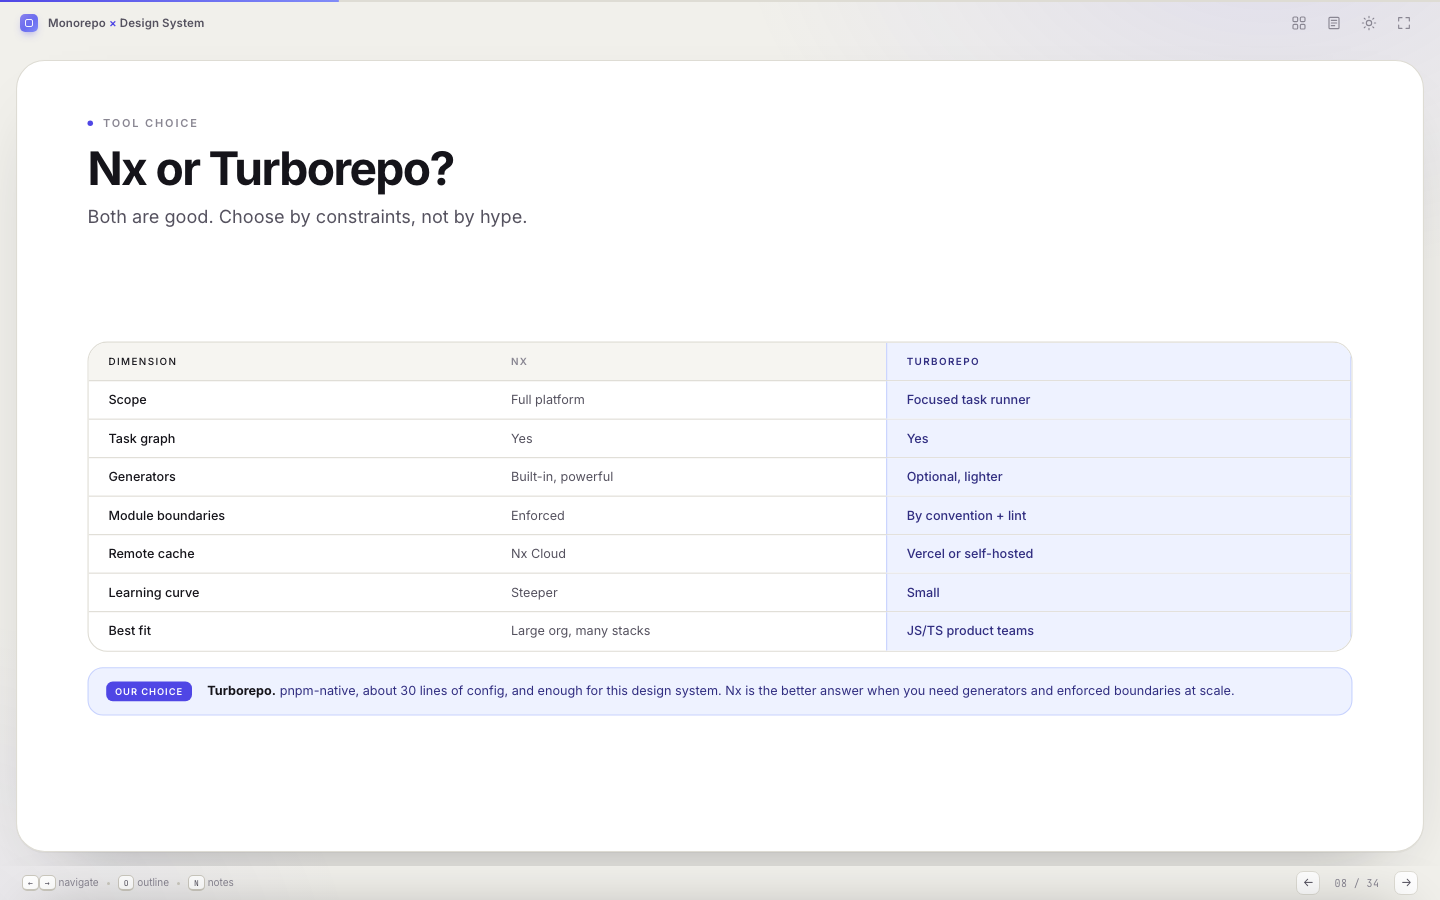 Monorepo × Design System
TOOL CHOICE
Nx or Turborepo?
Both are good. Choose by constraints, not by hype.
DIMENSION NX TURBOREPO
Scope Full platform Focused task runner
Task graph Yes Yes
Generators Built-in, powerful Optional, lighter
Module boundaries Enforced By convention + lint
Remote cache Nx Cloud Vercel or self-hosted
Learning curve Steeper Small
Best fit Large org, many stacks JS/TS product teams
OUR CHOICE Turborepo. pnpm-native, about 30 lines of config, and enough for this design system. Nx is the better answer when you need generators and enforced boundaries at scale.
← → navigate • O outline • N notes ← 08 / 34 →